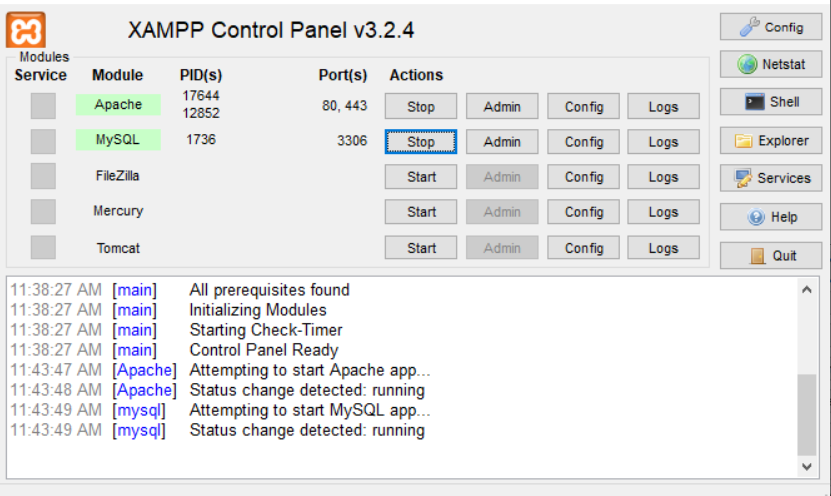 XAMPP Control Panel v3.2.4
Config
Modules
Netstat
Service Module PID(s) Port(s) Actions
Apache 17644 12852 80, 443 Stop Admin Config Logs
Shell
MySQL 1736 3306 Stop Admin Config Logs
Explorer
FileZilla Start Admin Config Logs
Services
Mercury Start Admin Config Logs
Help
Tomcat Start Admin Config Logs
Quit
11:38:27 AM [main] All prerequisites found
11:38:27 AM [main] Initializing Modules
11:38:27 AM [main] Starting Check-Timer
11:38:27 AM [main] Control Panel Ready
11:43:47 AM [Apache] Attempting to start Apache app...
11:43:48 AM [Apache] Status change detected: running
11:43:49 AM [mysql] Attempting to start MySQL app...
11:43:49 AM [mysql] Status change detected: running